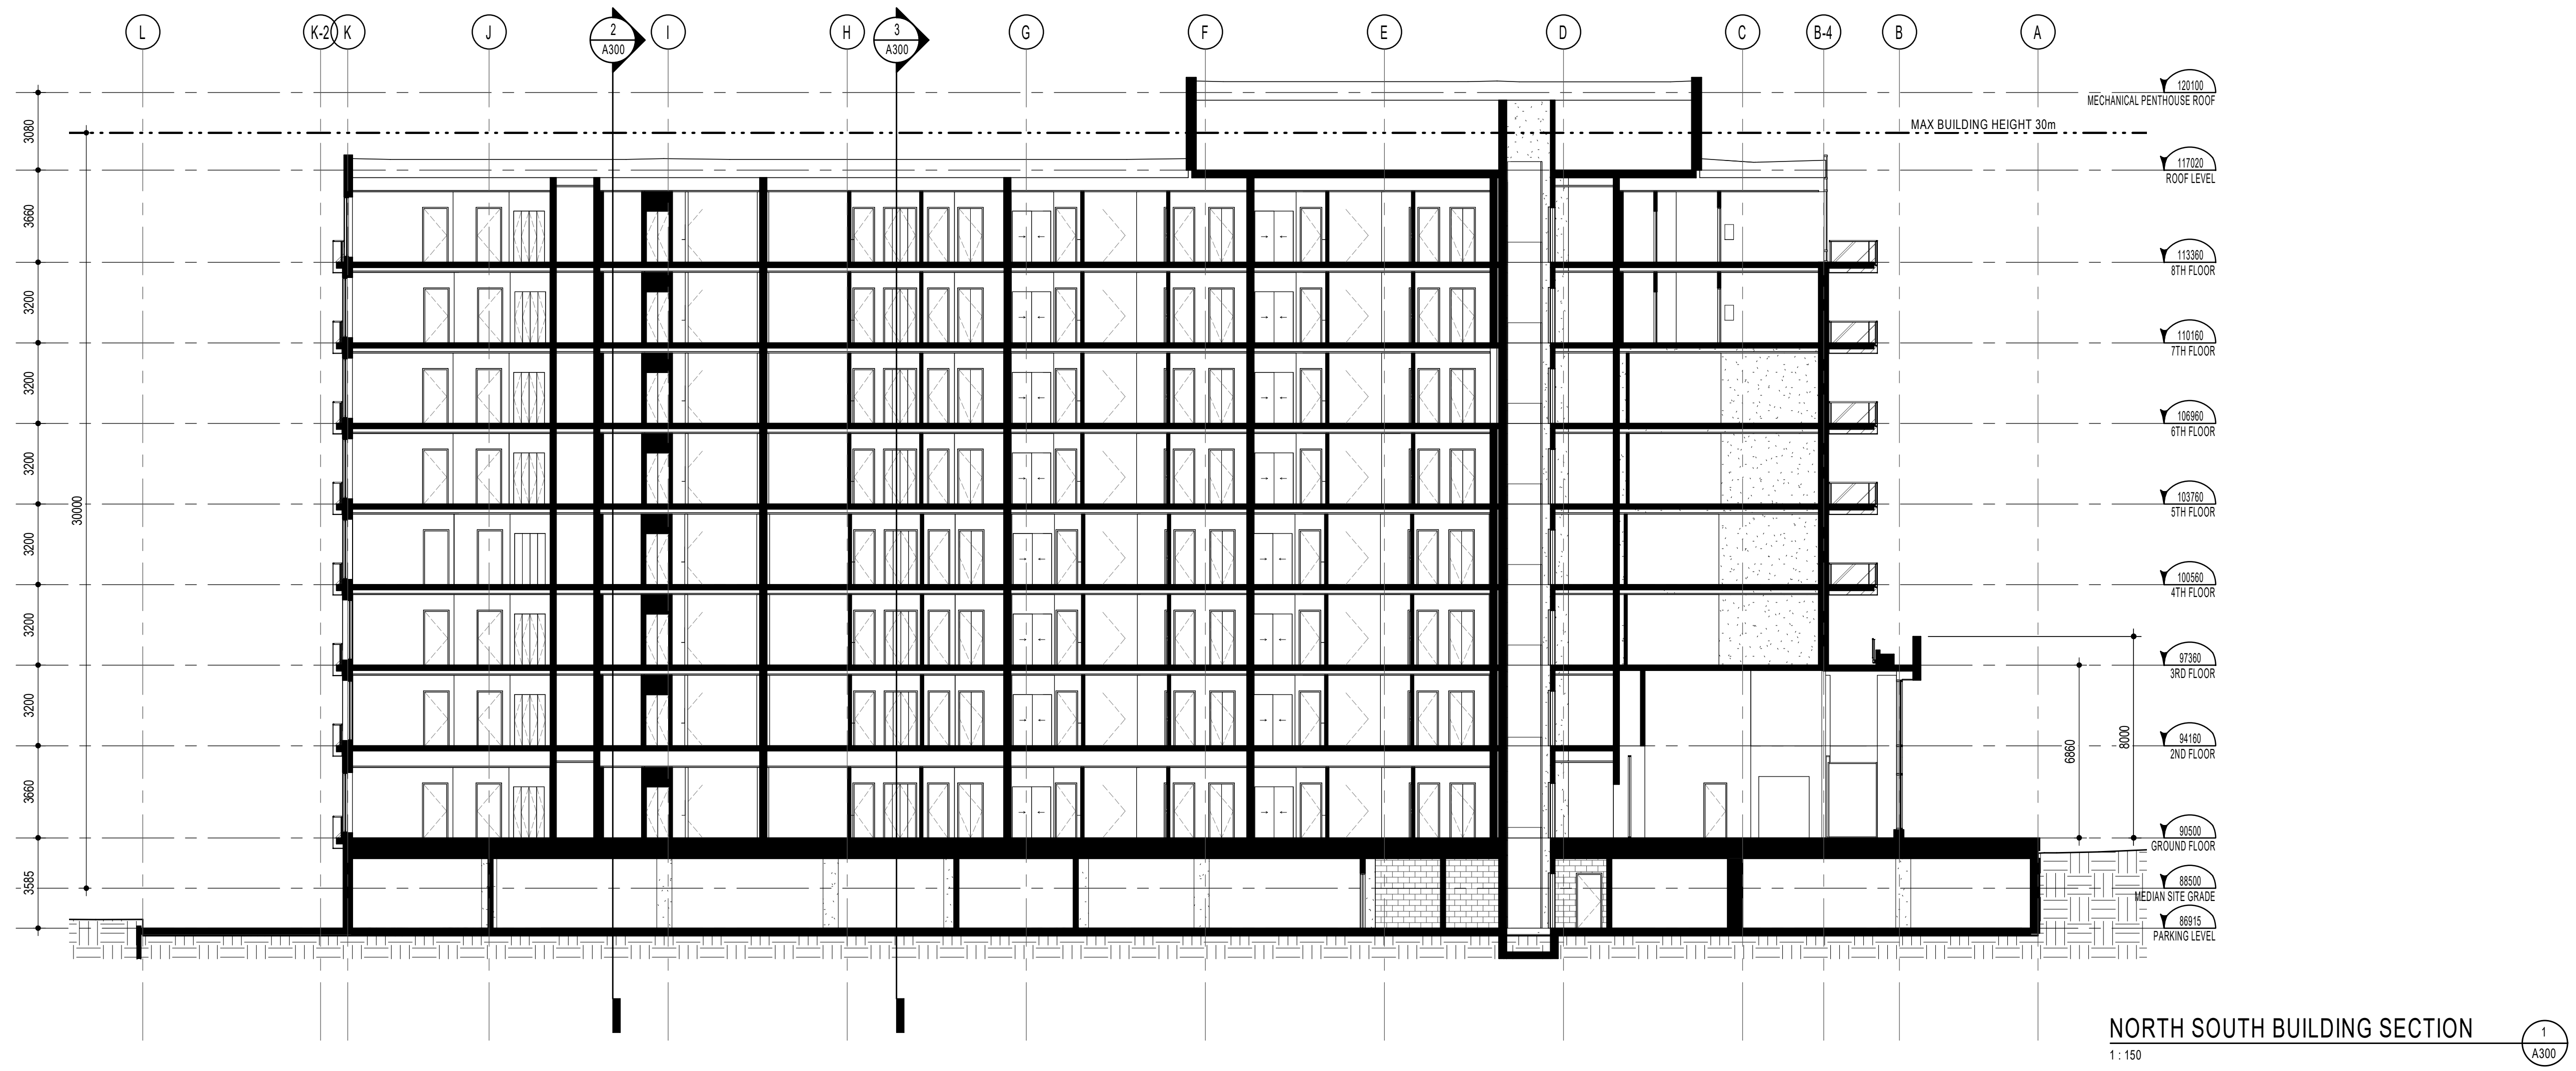 L
K-2
K
J
2
A300
I
H
3
A300
G
F
E
D
C
B-4
B
A
120100
MECHANICAL PENTHOUSE ROOF
MAX BUILDING HEIGHT 30m
3080
117020
ROOF LEVEL
3660
113360
8TH FLOOR
3200
110160
7TH FLOOR
3200
106960
6TH FLOOR
3200
103760
5TH FLOOR
30000
3200
100560
4TH FLOOR
3200
97360
3RD FLOOR
3200
94160
2ND FLOOR
6860
8000
3660
90500
GROUND FLOOR
3585
88500
MEDIAN SITE GRADE
86915
PARKING LEVEL
NORTH SOUTH BUILDING SECTION
1 : 150
1
A300